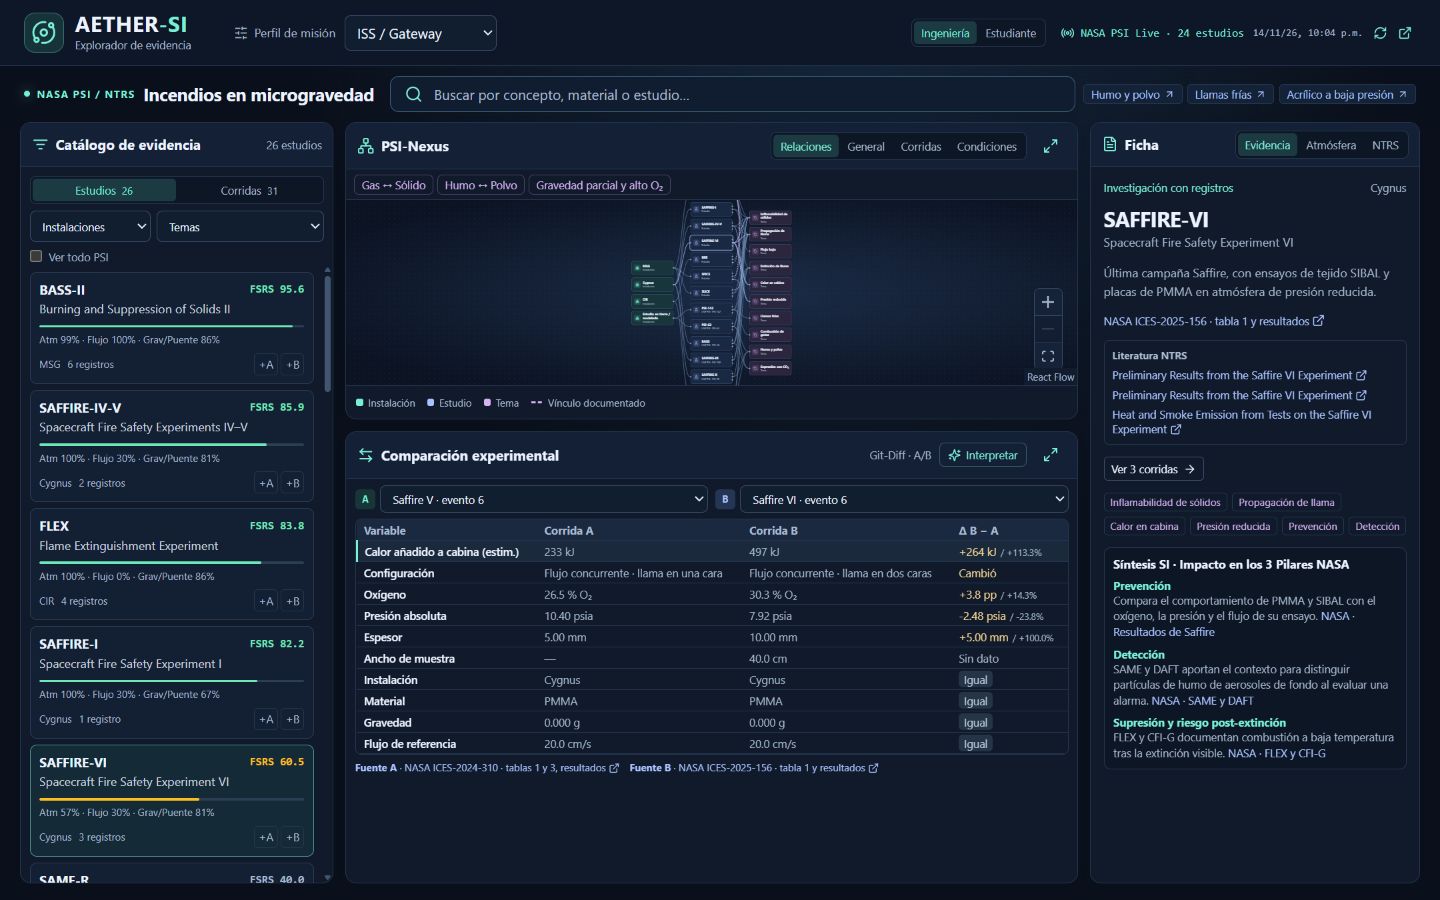 AETHER-SI
Explorador de evidencia
Perfil de misión
ISS / Gateway
Ingeniería
Estudiante
NASA PSI Live · 24 estudios
14/11/26, 10:04 p.m.
NASA PSI / NTRS
Incendios en microgravedad
Buscar por concepto, material o estudio...
Humo y polvo ↗
Llamas frías ↗
Acrílico a baja presión ↗
Catálogo de evidencia
26 estudios
Estudios 26
Corridas 31
Instalaciones
Temas
Ver todo PSI
BASS-II
FSRS 95.6
Burning and Suppression of Solids II
Atm 99% · Flujo 100% · Grav/Puente 86%
MSG 6 registros
+A +B
SAFFIRE-IV-V
FSRS 85.9
Spacecraft Fire Safety Experiments IV–V
Atm 100% · Flujo 30% · Grav/Puente 81%
Cygnus 2 registros
+A +B
FLEX
FSRS 83.8
Flame Extinguishment Experiment
Atm 100% · Flujo 0% · Grav/Puente 86%
CIR 4 registros
+A +B
SAFFIRE-I
FSRS 82.2
Spacecraft Fire Safety Experiment I
Atm 100% · Flujo 30% · Grav/Puente 67%
Cygnus 1 registro
+A +B
SAFFIRE-VI
FSRS 60.5
Spacecraft Fire Safety Experiment VI
Atm 57% · Flujo 30% · Grav/Puente 81%
Cygnus 3 registros
+A +B
SAME-R
FSRS 40.0
PSI-Nexus
Relaciones
General
Corridas
Condiciones
Gas ↔ Sólido
Humo ↔ Polvo
Gravedad parcial y alto O₂
React Flow
Instalación
Estudio
Tema
Vínculo documentado
Comparación experimental
Git-Diff · A/B
Interpretar
A
Saffire V · evento 6
B
Saffire VI · evento 6
Variable Corrida A Corrida B Δ B − A
Calor añadido a cabina (estim.) 233 kJ 497 kJ +264 kJ / +113.3%
Configuración Flujo concurrente · llama en una cara Flujo concurrente · llama en dos caras Cambió
Oxígeno 26.5 % O₂ 30.3 % O₂ +3.8 pp / +14.3%
Presión absoluta 10.40 psia 7.92 psia -2.48 psia / -23.8%
Espesor 5.00 mm 10.00 mm +5.00 mm / +100.0%
Ancho de muestra — 40.0 cm Sin dato
Instalación Cygnus Cygnus Igual
Material PMMA PMMA Igual
Gravedad 0.000 g 0.000 g Igual
Flujo de referencia 20.0 cm/s 20.0 cm/s Igual
Fuente A · NASA ICES-2024-310 · tablas 1 y 3, resultados
Fuente B · NASA ICES-2025-156 · tabla 1 y resultados
Ficha
Evidencia
Atmósfera
NTRS
Investigación con registros
Cygnus
SAFFIRE-VI
Spacecraft Fire Safety Experiment VI
Última campaña Saffire, con ensayos de tejido SIBAL y
placas de PMMA en atmósfera de presión reducida.
NASA ICES-2025-156 · tabla 1 y resultados
Literatura NTRS
Preliminary Results from the Saffire VI Experiment
Preliminary Results from the Saffire VI Experiment
Heat and Smoke Emission from Tests on the Saffire VI
Experiment
Ver 3 corridas →
Inflamabilidad de sólidos
Propagación de llama
Calor en cabina
Presión reducida
Prevención
Detección
Síntesis SI · Impacto en los 3 Pilares NASA
Prevención
Compara el comportamiento de PMMA y SIBAL con el
oxígeno, la presión y el flujo de su ensayo. NASA ·
Resultados de Saffire
Detección
SAME y DAFT aportan el contexto para distinguir
partículas de humo de aerosoles de fondo al evaluar una
alarma. NASA · SAME y DAFT
Supresión y riesgo post-extinción
FLEX y CFI-G documentan combustión a baja temperatura
tras la extinción visible. NASA · FLEX y CFI-G